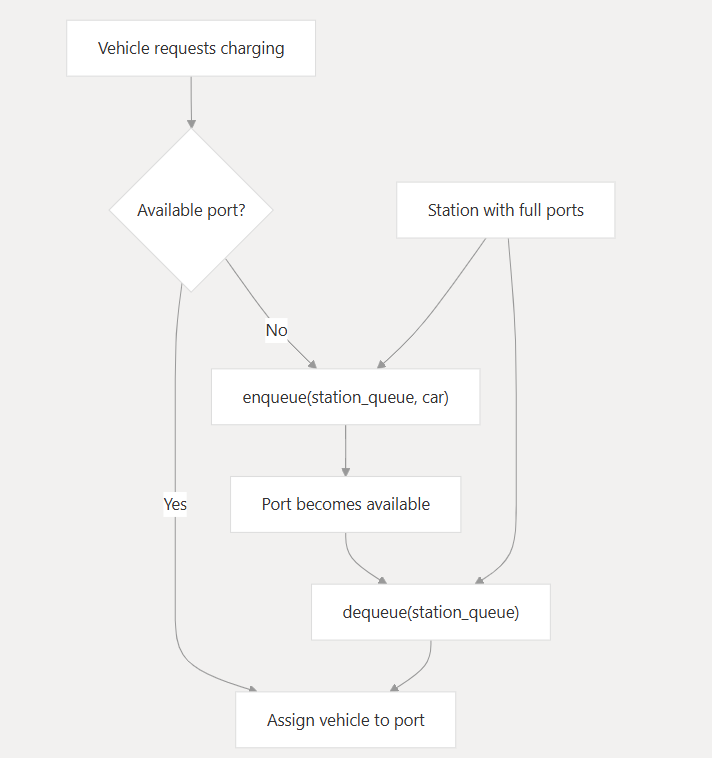 Vehicle requests charging
Available port?
Station with full ports
No
enqueue(station_queue, car)
Port becomes available
Yes
dequeue(station_queue)
Assign vehicle to port